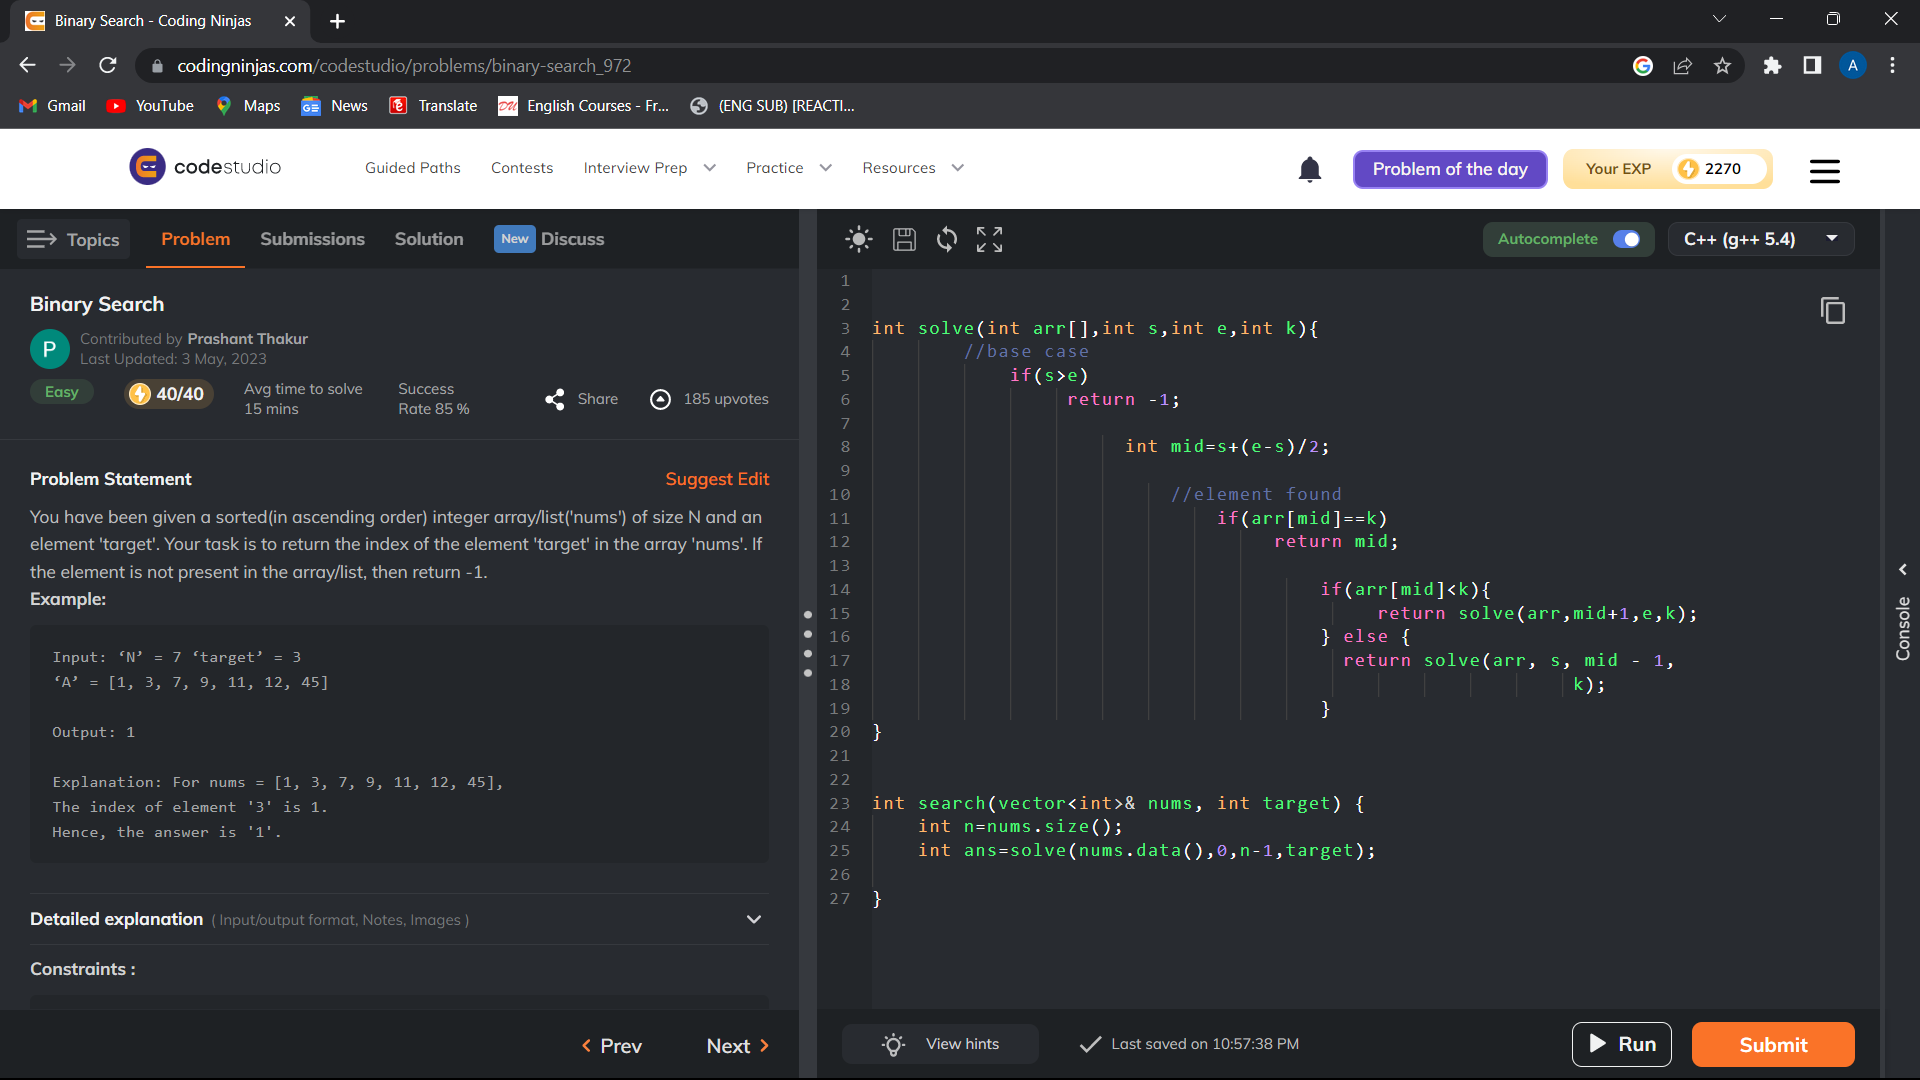 Binary Search - Coding Ninjas
codingninjas.com/codestudio/problems/binary-search_972
A
Gmail
YouTube
Maps
News
Translate
English Courses - Fr...
(ENG SUB) [REACTI...
codestudio
Guided Paths
Contests
Interview Prep
Practice
Resources
Problem of the day
Your EXP
2270
Topics
Problem
Submissions
Solution
New
Discuss
Autocomplete
C++ (g++ 5.4)
Binary Search
P
Contributed by Prashant Thakur
Last Updated: 3 May, 2023
Easy
40/40
Avg time to solve
15 mins
Success
Rate 85 %
Share
185 upvotes
Problem Statement
Suggest Edit
You have been given a sorted(in ascending order) integer array/list('nums') of size N and an
element 'target'. Your task is to return the index of the element 'target' in the array 'nums'. If
the element is not present in the array/list, then return -1.
Example:
Input: ‘N’ = 7 ‘target’ = 3
‘A’ = [1, 3, 7, 9, 11, 12, 45]
Output: 1
Explanation: For nums = [1, 3, 7, 9, 11, 12, 45],
The index of element '3' is 1.
Hence, the answer is '1'.
Detailed explanation ( Input/output format, Notes, Images )
Constraints :
Prev
Next
1
2
3 int solve(int arr[],int s,int e,int k){
4 //base case
5 if(s>e)
6 return -1;
7
8 int mid=s+(e-s)/2;
9
10 //element found
11 if(arr[mid]==k)
12 return mid;
13
14 if(arr[mid]<k){
15 return solve(arr,mid+1,e,k);
16 } else {
17 return solve(arr, s, mid - 1,
18 k);
19 }
20 }
21
22
23 int search(vector<int>& nums, int target) {
24 int n=nums.size();
25 int ans=solve(nums.data(),0,n-1,target);
26
27 }
Console
View hints
Last saved on 10:57:38 PM
Run
Submit